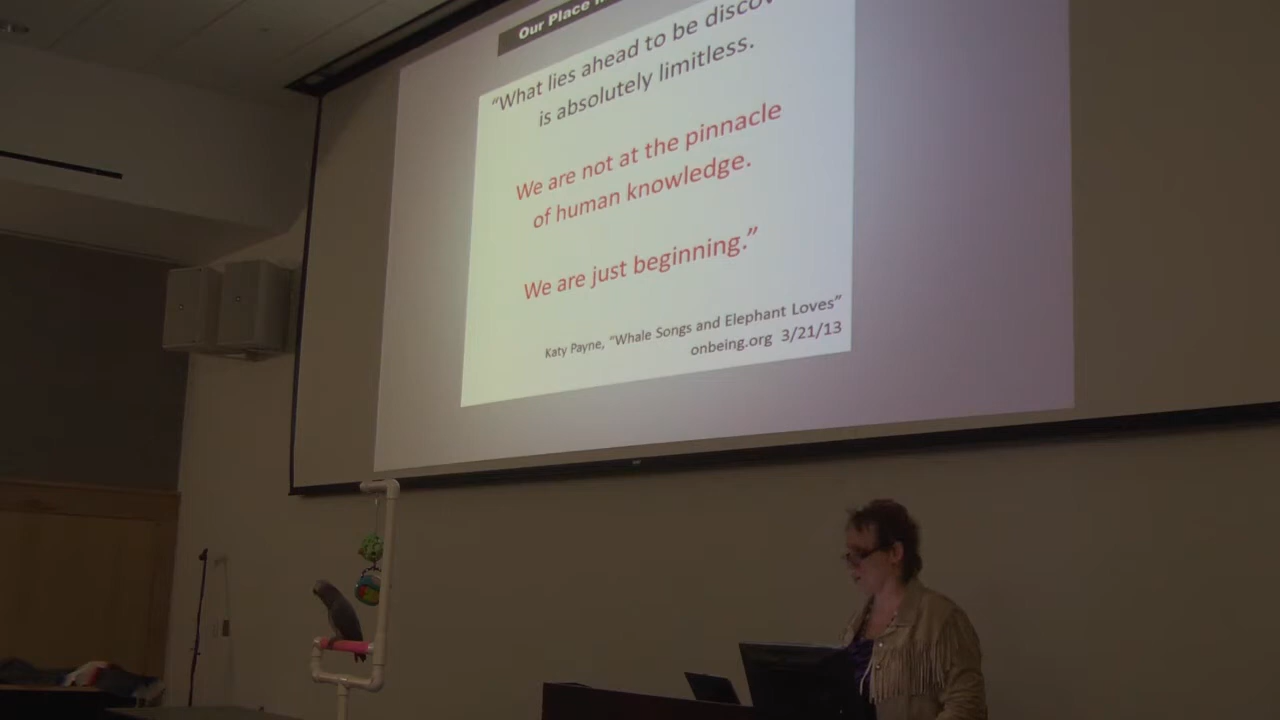 Our Place
“What lies ahead to be
is absolutely limitless.
We are not at the pinnacle
of human knowledge.
We are just beginning.”
Katy Payne, “Whale Songs and Elephant Loves”
onbeing.org 3/21/13